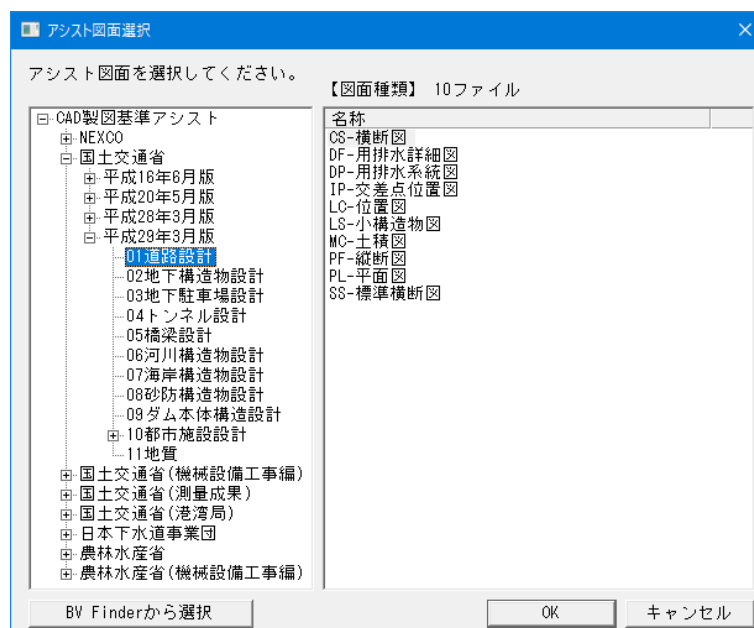 アシスト図面選択
アシスト図面を選択してください。
【図面種類】 10ファイル
CAD製図基準アシスト
NEXCO
国土交通省
平成16年6月版
平成20年5月版
平成28年3月版
平成29年3月版
01道路設計
02地下構造物設計
03地下駐車場設計
04トンネル設計
05橋梁設計
06河川構造物設計
07海岸構造物設計
08砂防構造物設計
09ダム本体構造設計
10都市施設設計
11地質
国土交通省(機械設備工事編)
国土交通省(測量成果)
国土交通省(港湾局)
日本下水道事業団
農林水産省
農林水産省(機械設備工事編)
名称
CS-横断図
DF-用排水詳細図
DP-用排水系統図
IP-交差点位置図
LC-位置図
LS-小構造物図
MC-土積図
PF-縦断図
PL-平面図
SS-標準横断図
BV Finderから選択
OK
キャンセル